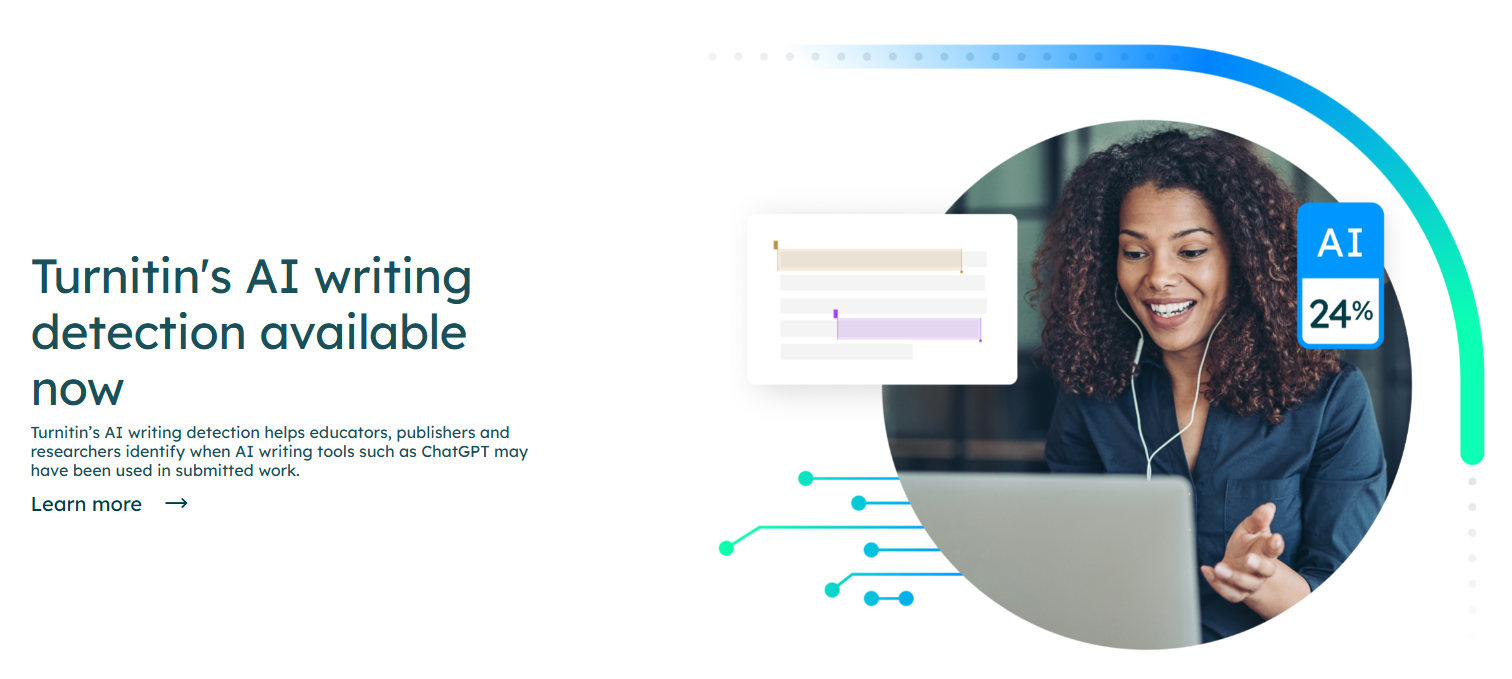 Turnitin's AI writing
detection available
now
Turnitin’s AI writing detection helps educators, publishers and
researchers identify when AI writing tools such as ChatGPT may
have been used in submitted work.
Learn more →
AI
24%